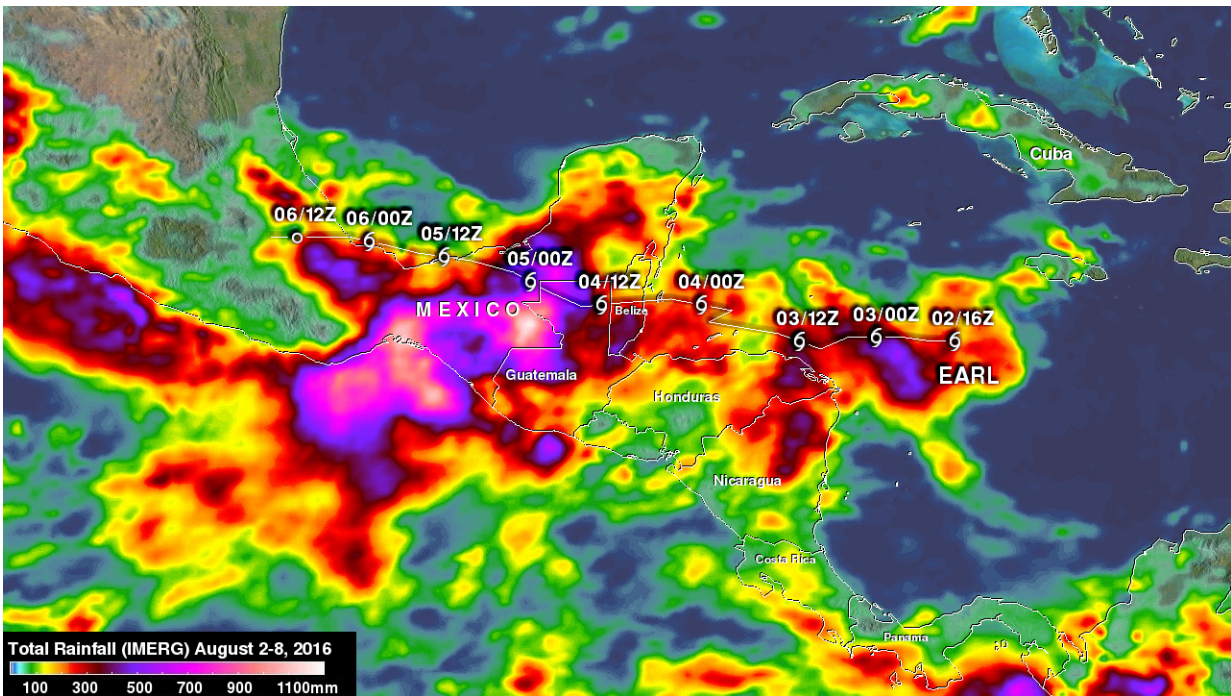 Cuba
06/12Z
06/00Z
05/12Z
05/00Z
04/12Z
04/00Z
03/12Z
03/00Z
02/16Z
MEXICO
Belize
EARL
Guatemala
Honduras
Nicaragua
Costa Rica
Panama
Total Rainfall (IMERG) August 2-8, 2016
100 300 500 700 900 1100mm